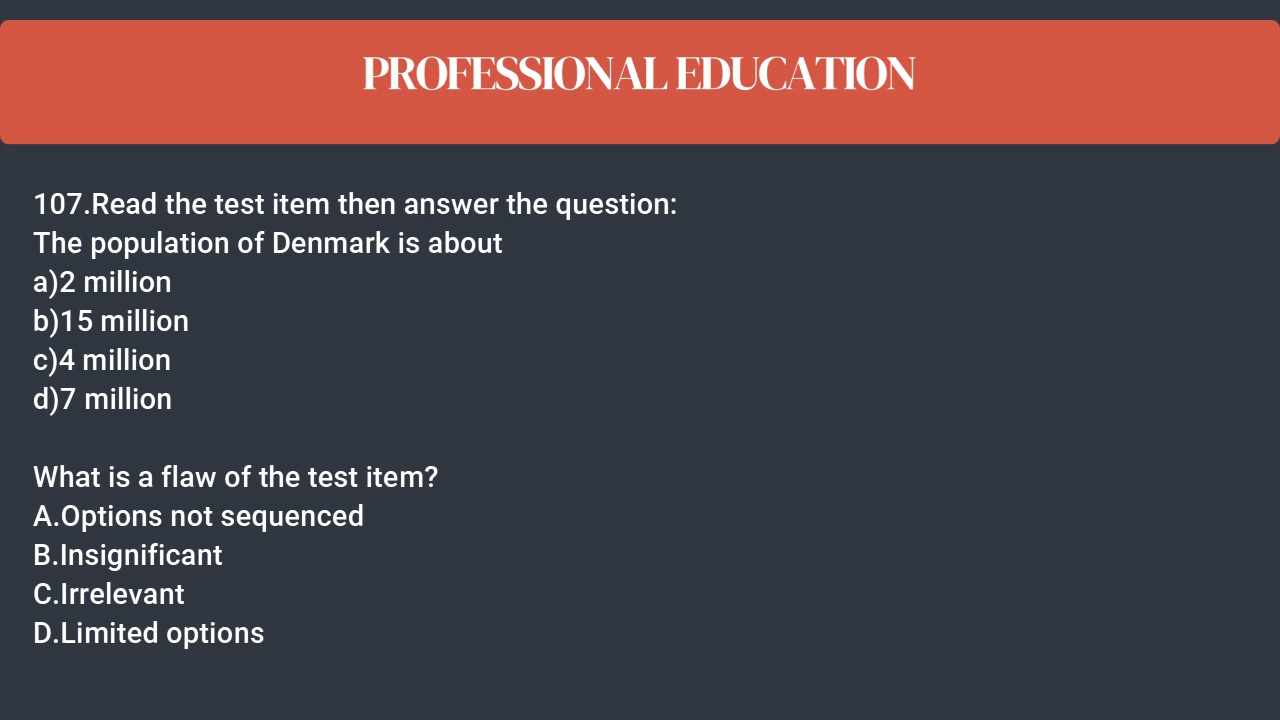 PROFESSIONAL EDUCATION
107.Read the test item then answer the question:
The population of Denmark is about
a)2 million
b)15 million
c)4 million
d)7 million
What is a flaw of the test item?
A.Options not sequenced
B.Insignificant
C.Irrelevant
D.Limited options